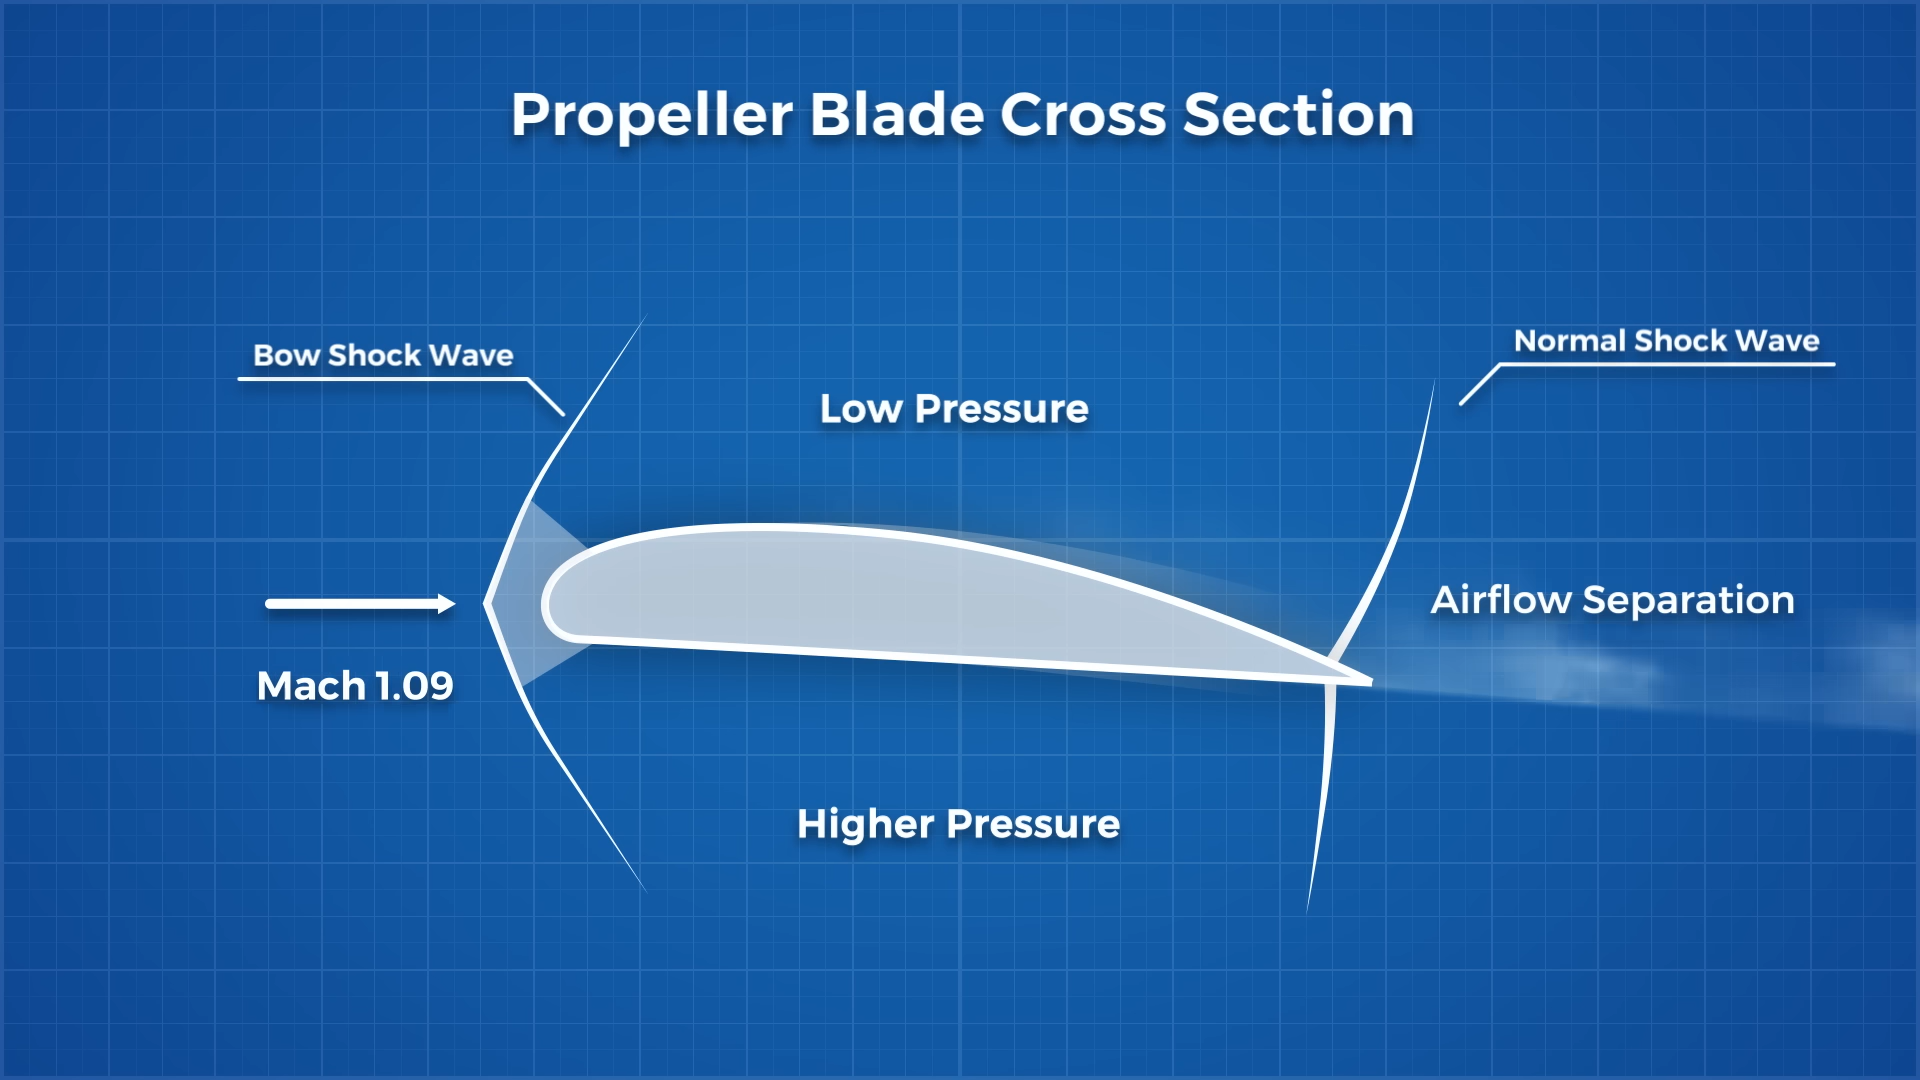 Propeller Blade Cross Section
Normal Shock Wave
Bow Shock Wave
Low Pressure
Airflow Separation
Mach 1.09
Higher Pressure